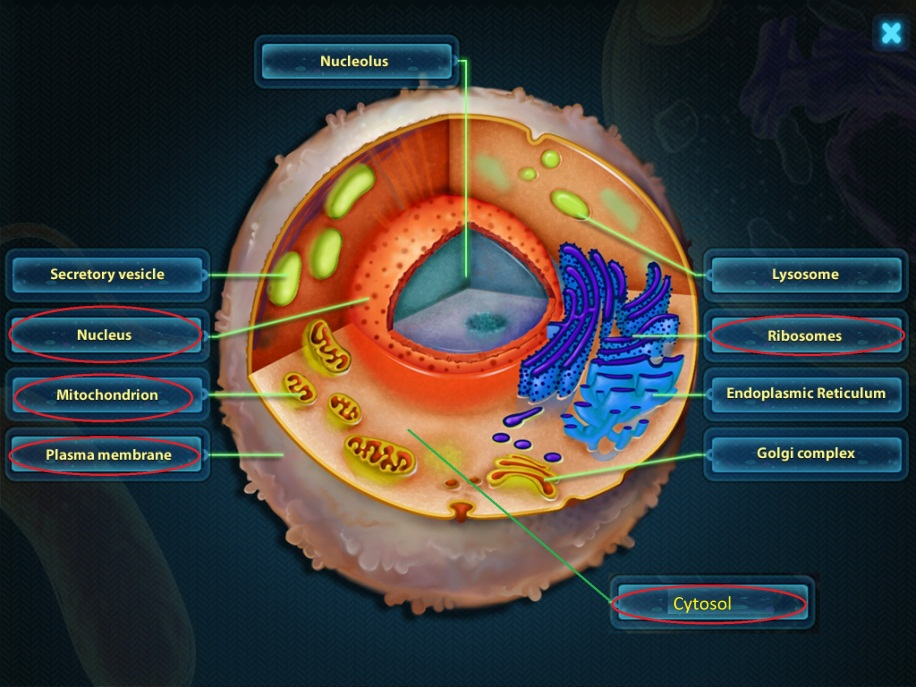 Nucleolus
Secretory vesicle
Nucleus
Mitochondrion
Plasma membrane
Lysosome
Ribosomes
Endoplasmic Reticulum
Golgi complex
Cytosol